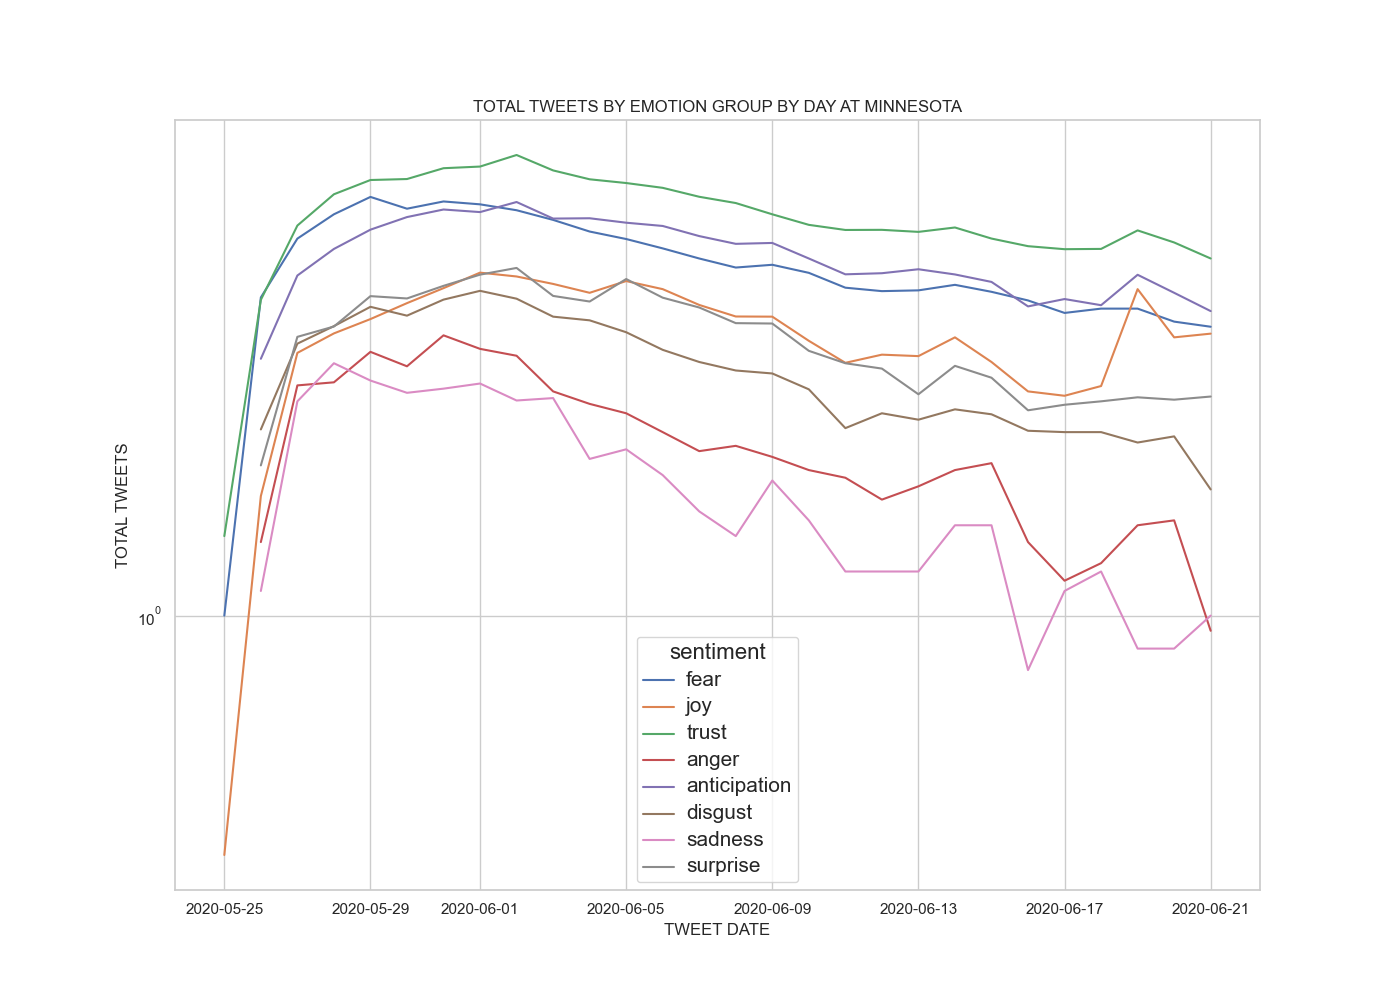 TOTAL TWEETS BY EMOTION GROUP BY DAY AT MINNESOTA
TOTAL TWEETS
10^0
sentiment
fear
joy
trust
anger
anticipation
disgust
sadness
surprise
2020-05-25 2020-05-29 2020-06-01 2020-06-05 2020-06-09 2020-06-13 2020-06-17 2020-06-21
TWEET DATE